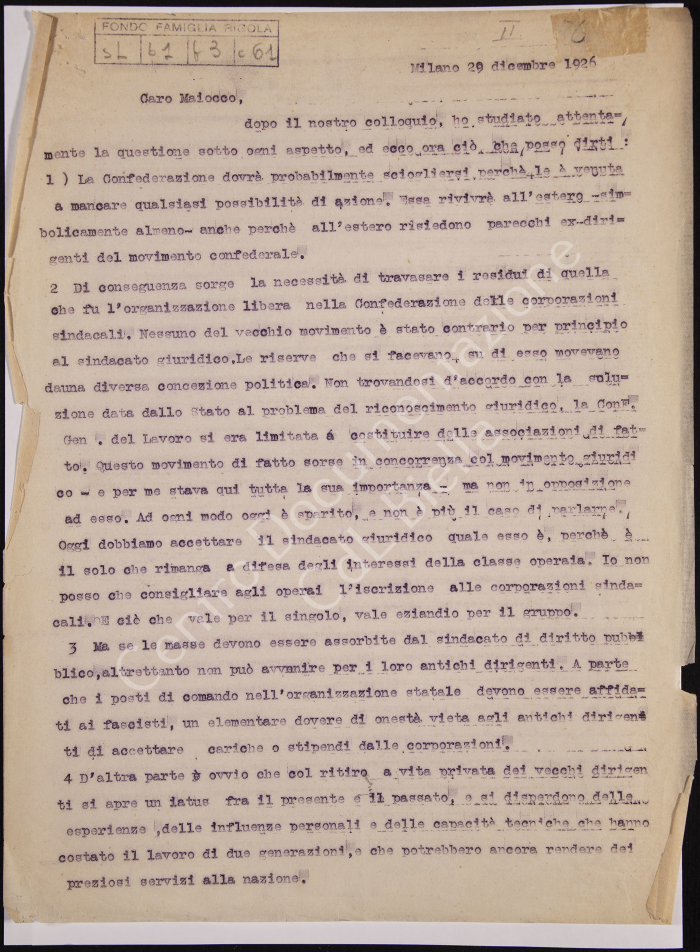 FONDO FAMIGLIA RIGOLA
sL b1 f3 c61
II 76
Milano 29 dicembre 1926
Caro Maiocco,
dopo il nostro colloquio, ho studiato attenta-
mente la questione sotto ogni aspetto, ed ecco ora ciò che posso dirti :
1 ) La Confederazione dovrà probabilmente sciogliersi perchè le è venuta
a mancare qualsiasi possibilità di azione. Essa rivivrà all'estero -sim-
bolicamente almeno- anche perchè all'estero risiedono parecchi ex-diri-
genti del movimento confederale.
2 Di conseguenza sorge la necessità di travasare i residui di quella
che fu l'organizzazione libera nella Confederazione delle corporazioni
sindacali. Nessuno del vecchio movimento è stato contrario per principio
al sindacato giuridico.Le riserve che si facevano su di esso movevano
dauna diversa concezione politica. Non trovandosi d'accordo con la solu-
zione data dallo Stato al problema del riconoscimento giuridico, la Conf.
Gen . del Lavoro si era limitata á costituire delle associazioni di fat-
to. Questo movimento di fatto sorse in concorrenza col movimento giuridi
co - e per me stava qui tutta la sua importanza - ma non in opposizione
ad esso. Ad ogni modo oggi è sparito, e non è più il caso di parlarne.
Oggi dobbiamo accettare il sindacato giuridico quale esso è, perchè è
il solo che rimanga a difesa degli interessi della classe operaia. Io non
posso che consigliare agli operai l'iscrizione alle corporazioni sinda-
cali. E ciò che vale per il singolo, vale eziandio per il gruppo.
3 Ma se le masse devono essere assorbite dal sindacato di diritto pub
blico,altrettanto non può avvenire per i loro antichi dirigenti. A parte
che i posti di comando nell'organizzazione statale devono essere affida-
ti ai fascisti, un elementare dovere di onestà vieta agli antichi dirigen
ti di accettare cariche o stipendi dalle corporazioni.
4 D'altra parte è ovvio che col ritiro a vita privata dei vecchi dirigen
ti si apre un iatus fra il presente e il passato, e si disperdono delle
esperienze ,delle influenze personali e delle capacità tecniche che hanno
costato il lavoro di due generazioni,e che potrebbero ancora rendere dei
preziosi servizi alla nazione.